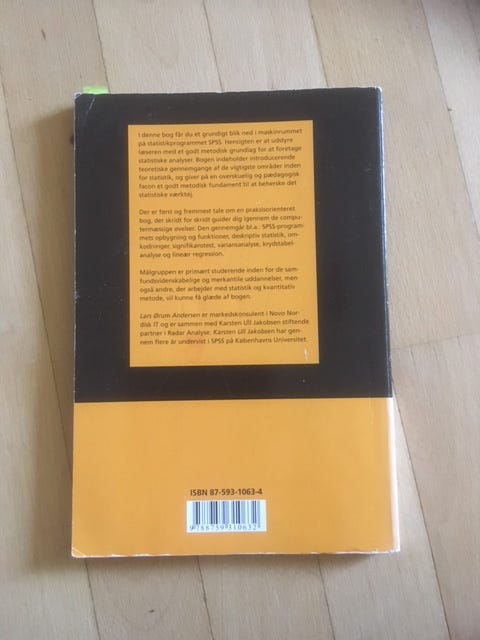 I denne bog får du et grundigt blik ned i maskinrummet
på statistikprogrammet SPSS. Hensigten er at udstyre
læseren med et godt metodisk grundlag for at foretage
statistiske analyser. Bogen indeholder introducerende
teoretiske gennemgange af de vigtigste områder inden
for statistik, og giver på en overskuelig og pædagogisk
facon et godt metodisk fundament til at beherske det
statistiske værktøj.
Der er først og fremmest tale om en praksisorienteret
bog, der skridt for skridt guider dig igennem de compu-
termæssige øvelser. Den gennemgår bl.a.: SPSS-program-
mets opbygning og funktioner, deskriptiv statistik, om-
kodninger, signifikanstest, variansanalyse, krydstabel-
analyse og lineær regression.
Målgruppen er primært studerende inden for de sam-
fundsvidenskabelige og merkantile uddannelser, men
også andre, der arbejder med statistik og kvantitativ
metode, vil kunne få glæde af bogen.
Lars Ørum Andersen er markedskonsulent i Novo Nor-
disk IT og er sammen med Karsten Ull Jakobsen stiftende
partner i Radar Analyse. Karsten Ull Jakobsen har gen-
nem flere år undervist i SPSS på Københavns Universitet.
ISBN 87-593-1063-4
9 788759 310632